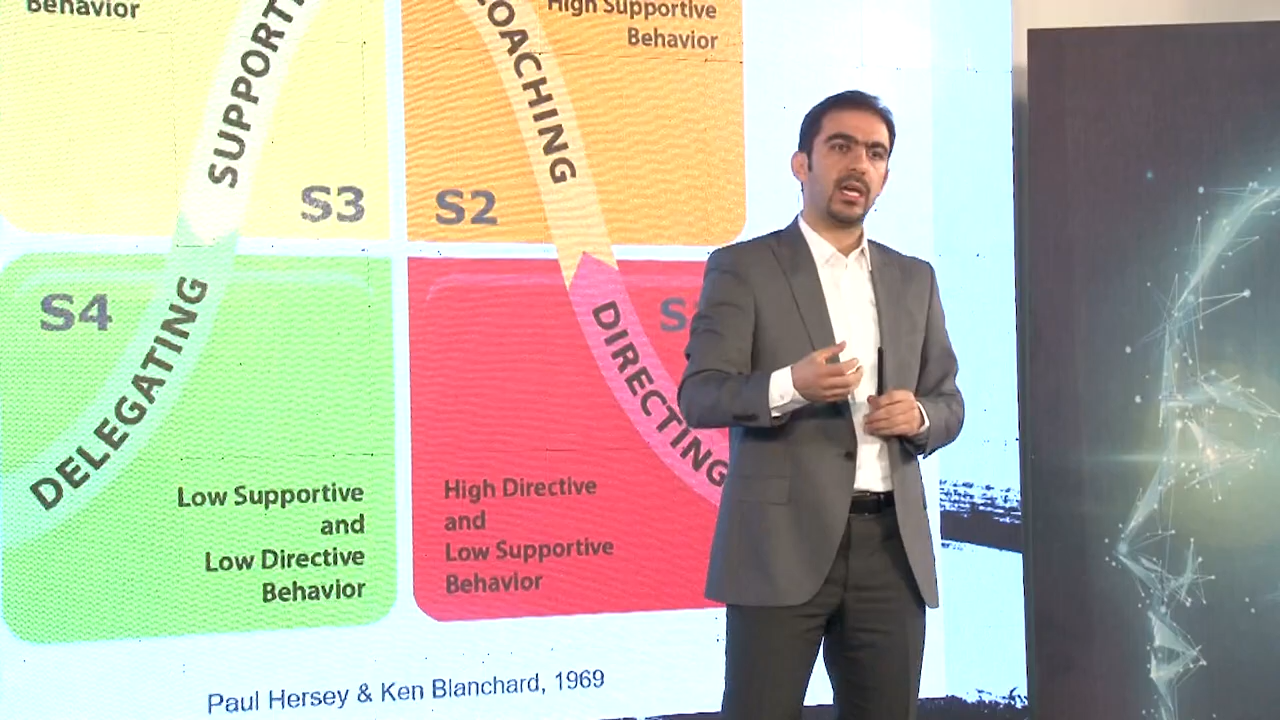 Behavior
SUPPORTI
COACHING
High Supportive
Behavior
S3
S2
S4
DELEGATING
DIRECTING
Low Supportive
and
Low Directive
Behavior
High Directive
and
Low Supportive
Behavior
Paul Hersey & Ken Blanchard, 1969